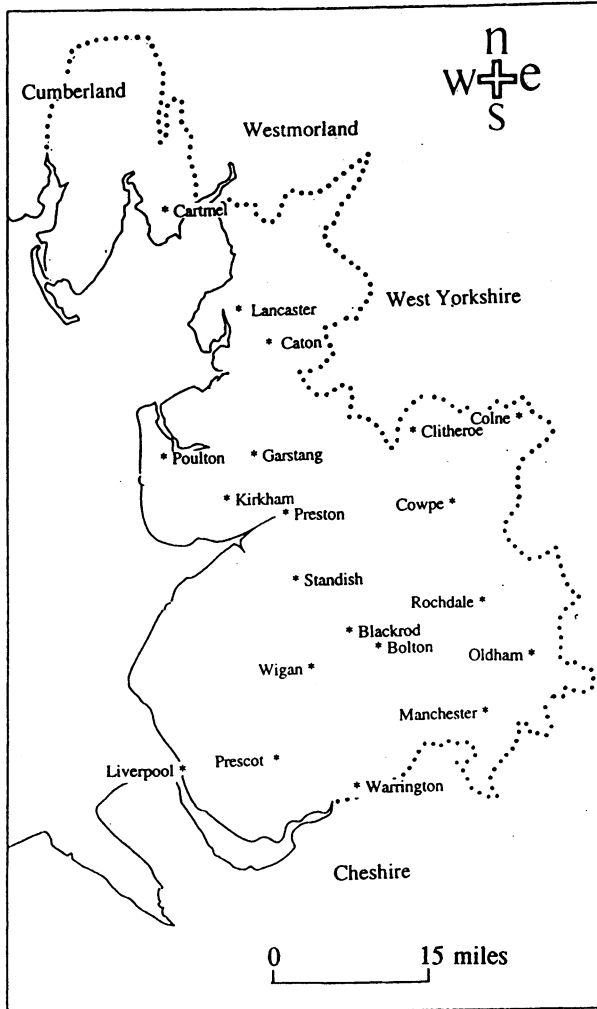 n
w e
s
Cumberland
Westmorland
* Cartmel
West Yorkshire
* Lancaster
* Caton
Colne *
* Clitheroe
* Poulton
* Garstang
* Kirkham
* Preston
Cowpe *
* Standish
Rochdale *
* Blackrod
* Bolton
Oldham *
Wigan *
Manchester *
Prescot *
Liverpool *
* Warrington
Cheshire
0 15 miles